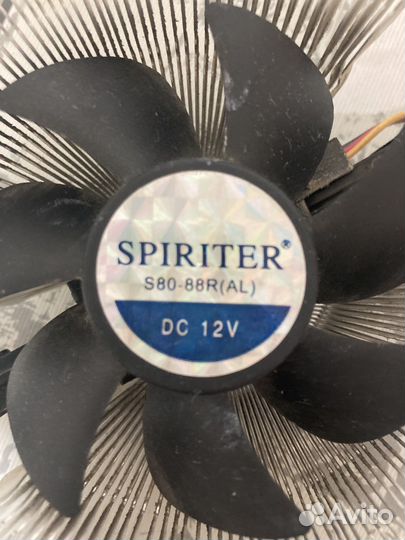 SPIRITER®
S80-88R(AL)
DC 12V
Avito